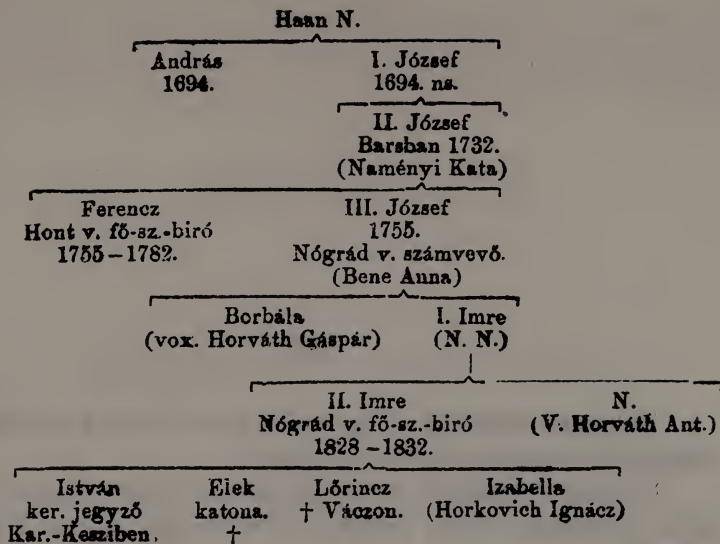 Haan N.
András I. József
1694. 1694. ns.
II. József
Barsban 1732.
(Naményi Kata)
Ferencz III. József
Hont v. fő-sz.-biró 1755.
1755–1782. Nógrád v. számvevő.
(Bene Anna)
Borbála I. Imre
(vox. Horváth Gáspár) (N. N.)
II. Imre N.
Nógrád v. fő-sz.-biró (V. Horváth Ant.)
1828–1832.
István Elek Lőrincz Izabella
ker. jegyző katona. † Váczon. (Horkovich Ignácz)
Kar.-Kesziben. †